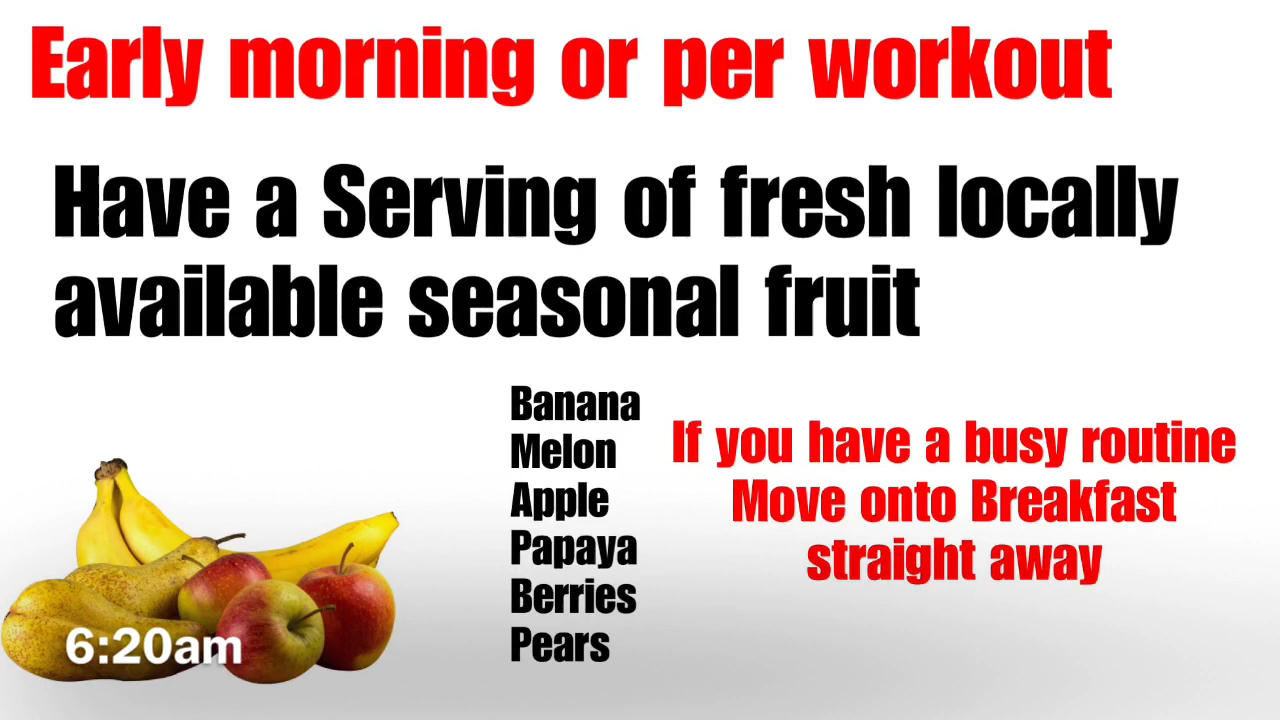 Early morning or per workout
Have a Serving of fresh locally
available seasonal fruit
Banana
Melon
Apple
Papaya
Berries
Pears
If you have a busy routine
Move onto Breakfast
straight away
6:20am